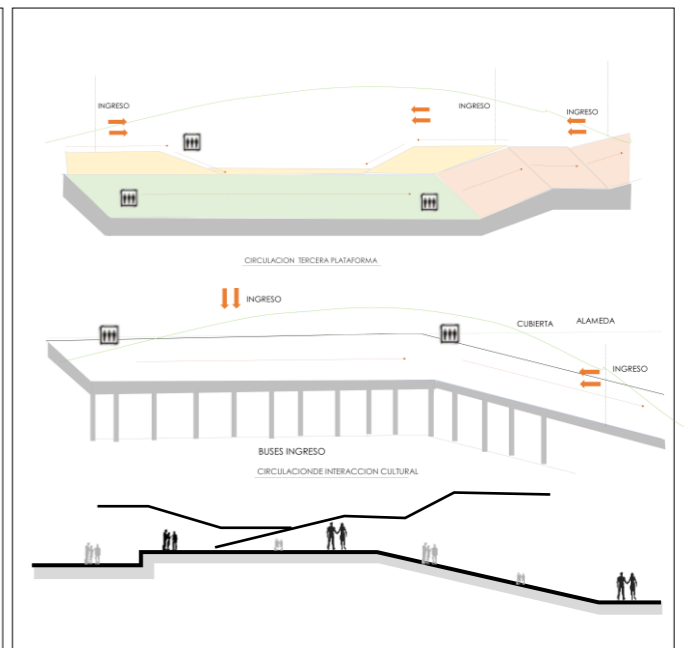 INGRESO
INGRESO
INGRESO
CIRCULACION TERCERA PLATAFORMA
INGRESO
CUBIERTA
ALAMEDA
INGRESO
BUSES INGRESO
CIRCULACIONDE INTERACCION CULTURAL